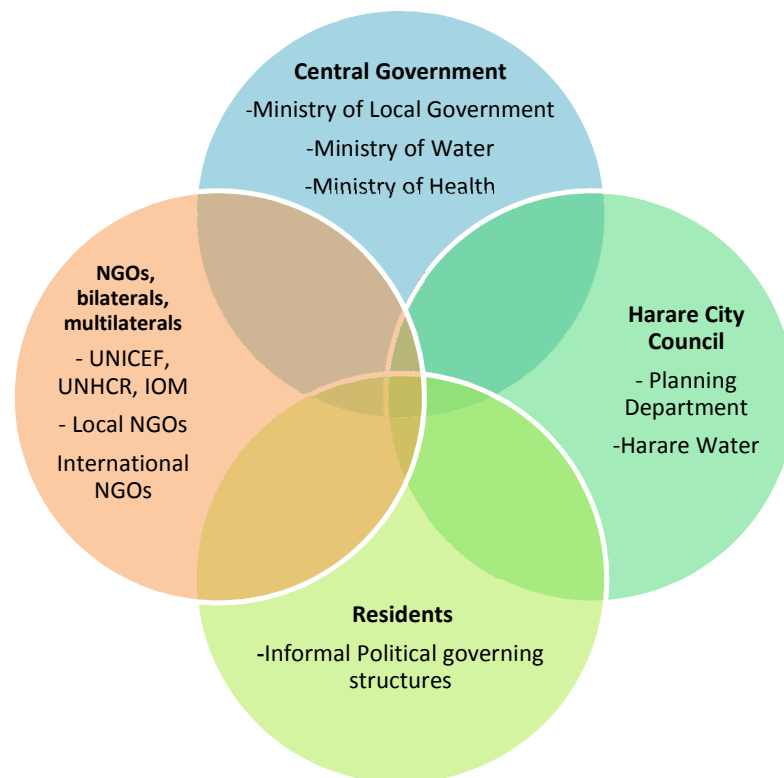 Central Government
-Ministry of Local Government
-Ministry of Water
-Ministry of Health
NGOs,
bilaterals,
multilaterals
- UNICEF,
UNHCR, IOM
- Local NGOs
International
NGOs
Harare City
Council
- Planning
Department
-Harare Water
Residents
-Informal Political governing
structures